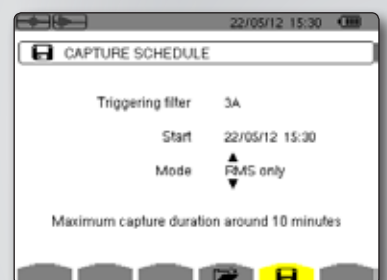 22/05/12 15:30
CAPTURE SCHEDULE
Triggering filter 3A
Start 22/05/12 15:30
Mode RMS only
Maximum capture duration around 10 minutes